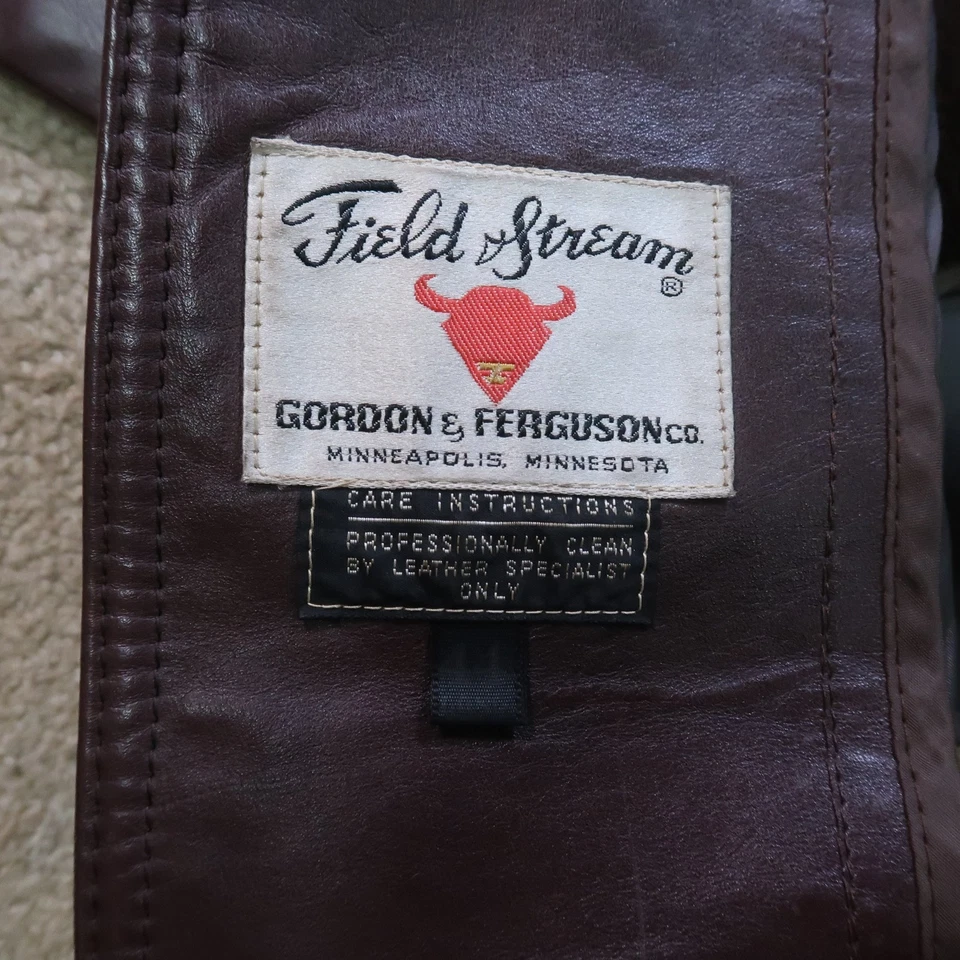 Field & Stream
®
GORDON & FERGUSON CO.
MINNEAPOLIS, MINNESOTA
CARE INSTRUCTIONS
PROFESSIONALLY CLEAN
BY LEATHER SPECIALIST
ONLY